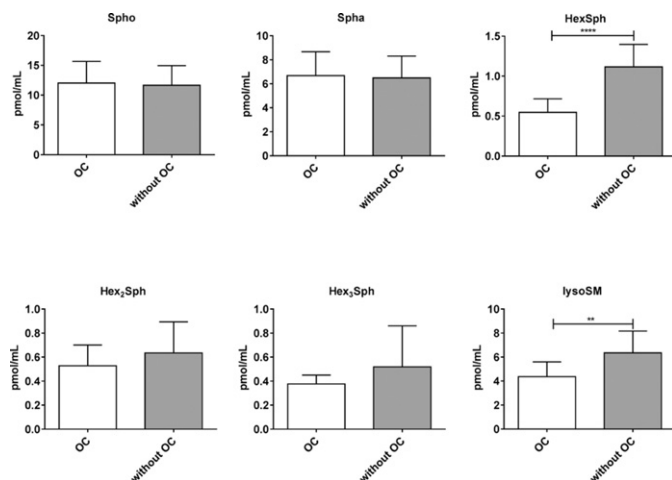 Spho
pmol/mL
20
15
10
5
0
OC
without OC
Spha
pmol/mL
10
8
6
4
2
0
OC
without OC
HexSph
pmol/mL
1.5
1.0
0.5
0.0
****
OC
without OC
Hex₂Sph
pmol/mL
1.0
0.8
0.6
0.4
0.2
0.0
OC
without OC
Hex₃Sph
pmol/mL
1.0
0.8
0.6
0.4
0.2
0.0
OC
without OC
lysoSM
pmol/mL
10
8
6
4
2
0
**
OC
without OC